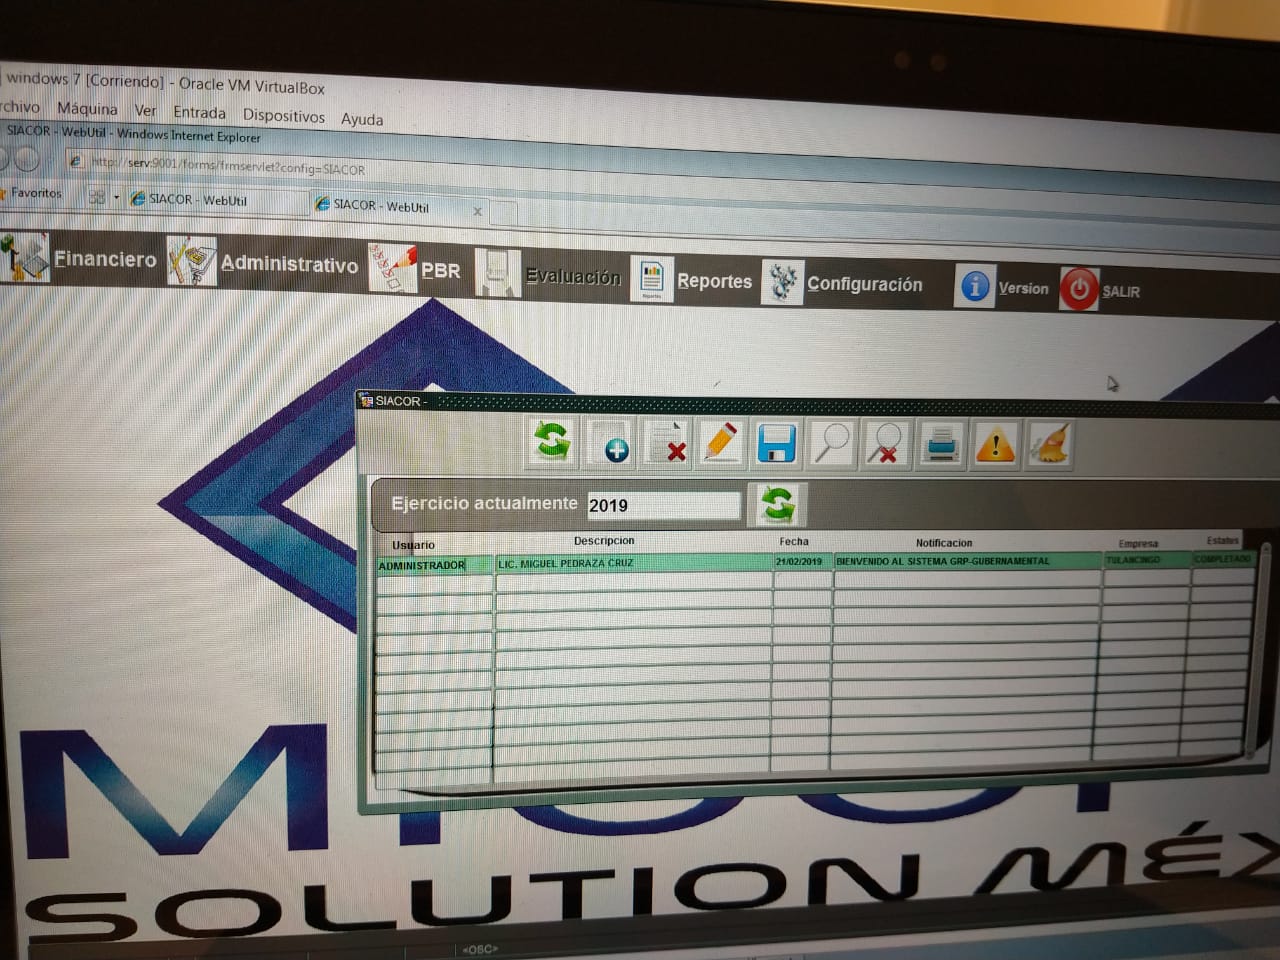 windows 7 [Corriendo] - Oracle VM VirtualBox
rchivo Máquina Ver Entrada Dispositivos Ayuda
SIACOR - WebUtil - Windows Internet Explorer
http://serv:9001/forms/frmservlet?config=SIACOR
Favoritos SIACOR - WebUtil SIACOR - WebUtil x
Financiero Administrativo PBR Evaluación Reportes Configuración Version SALIR
SIACOR -
Ejercicio actualmente 2019
Usuario Descripcion Fecha Notificacion Empresa Estatus
ADMINISTRADOR LIC. MIGUEL PEDRAZA CRUZ 21/02/2019 BIENVENIDO AL SISTEMA GRP-GUBERNAMENTAL TULANCINGO COMPLETADO
SOLUTION MÉX
<OSC>